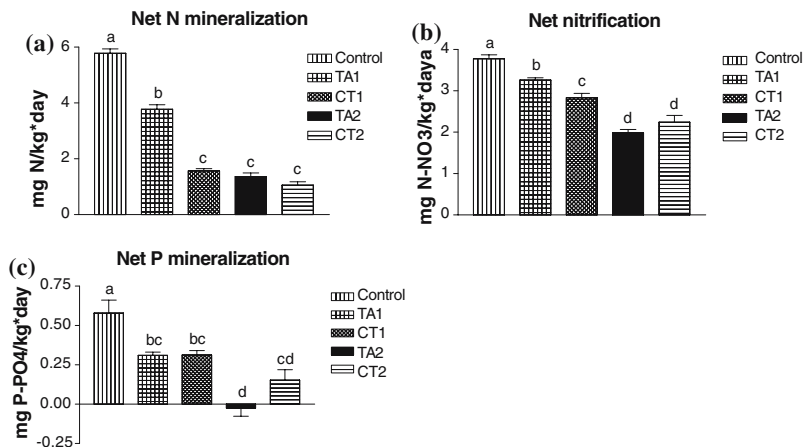 Net N mineralization
(a)
6
4
2
0
mg N/kg*day
a
b
c
c
c
Control
TA1
CT1
TA2
CT2
Net nitrification
(b)
4
3
2
1
0
mg N-NO3/kg*daya
a
b
c
d
d
Control
TA1
CT1
TA2
CT2
Net P mineralization
(c)
0.75
0.50
0.25
0.00
-0.25
mg P-PO4/kg*day
a
bc
bc
d
cd
Control
TA1
CT1
TA2
CT2